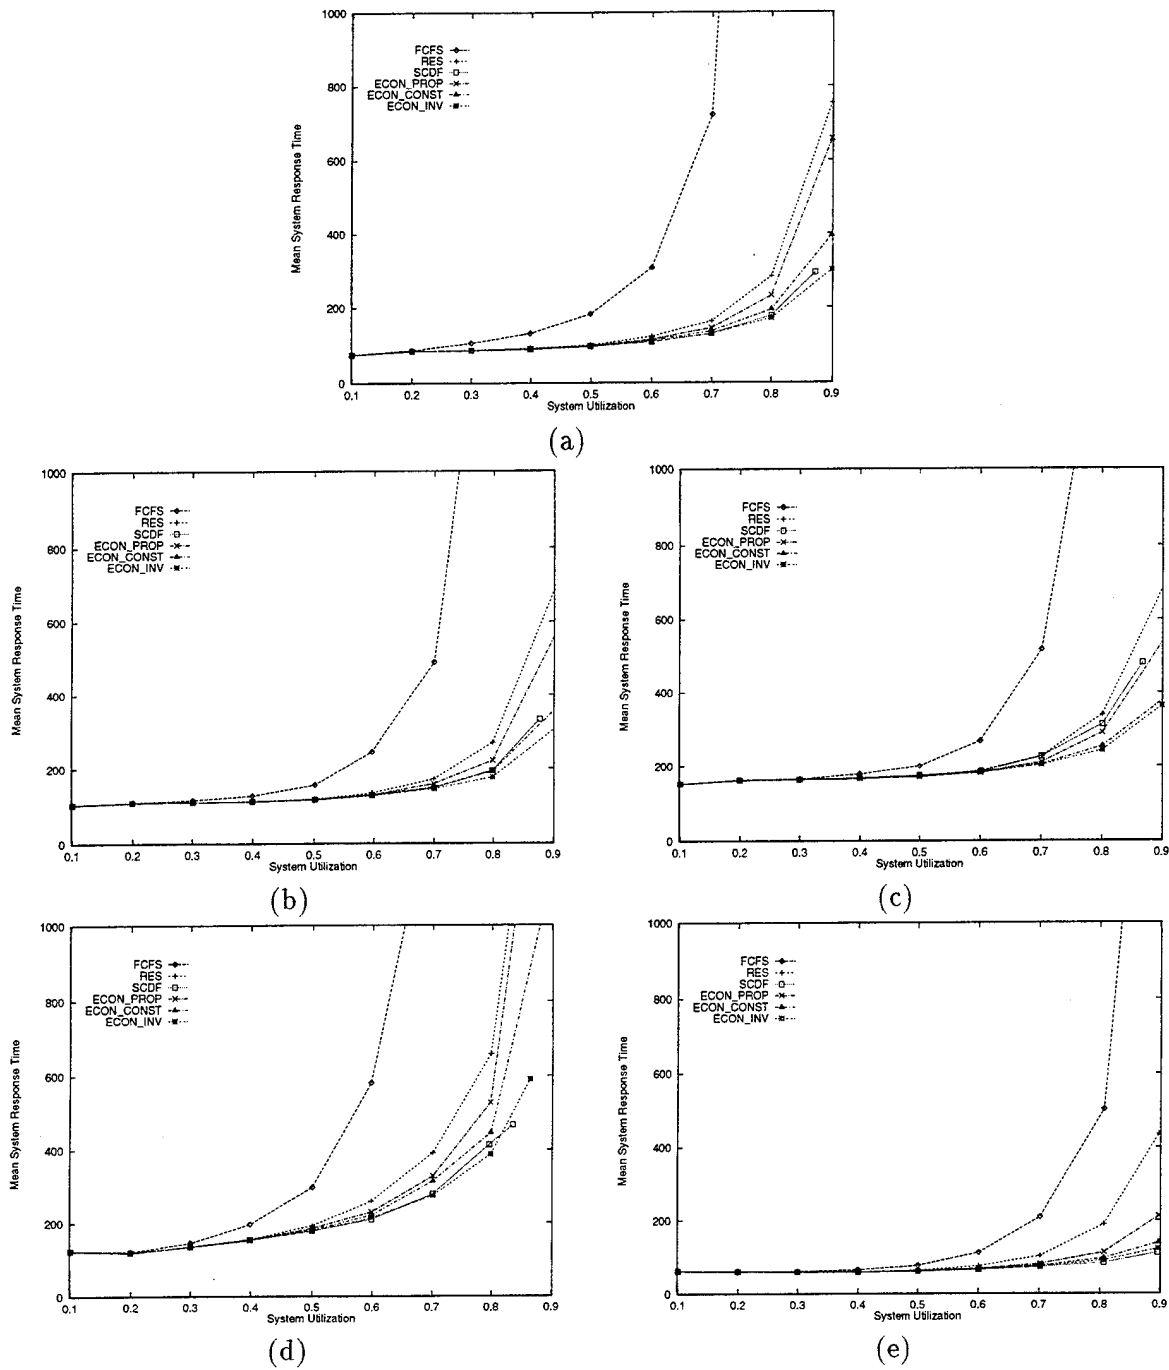 1000
800
600
400
200
0
Mean System Response Time
FCFS
RES
SCDF
ECON_PROP
ECON_CONST
ECON_INV
0.1 0.2 0.3 0.4 0.5 0.6 0.7 0.8 0.9
System Utilization
(a)
1000
800
600
400
200
0
Mean System Response Time
FCFS
RES
SCDF
ECON_PROP
ECON_CONST
ECON_INV
0.1 0.2 0.3 0.4 0.5 0.6 0.7 0.8 0.9
System Utilization
(b)
1000
800
600
400
200
0
Mean System Response Time
FCFS
RES
SCDF
ECON_PROP
ECON_CONST
ECON_INV
0.1 0.2 0.3 0.4 0.5 0.6 0.7 0.8 0.9
System Utilization
(c)
1000
800
600
400
200
0
Mean System Response Time
FCFS
RES
SCDF
ECON_PROP
ECON_CONST
ECON_INV
0.1 0.2 0.3 0.4 0.5 0.6 0.7 0.8 0.9
System Utilization
(d)
1000
800
600
400
200
0
Mean System Response Time
FCFS
RES
SCDF
ECON_PROP
ECON_CONST
ECON_INV
0.1 0.2 0.3 0.4 0.5 0.6 0.7 0.8 0.9
System Utilization
(e)